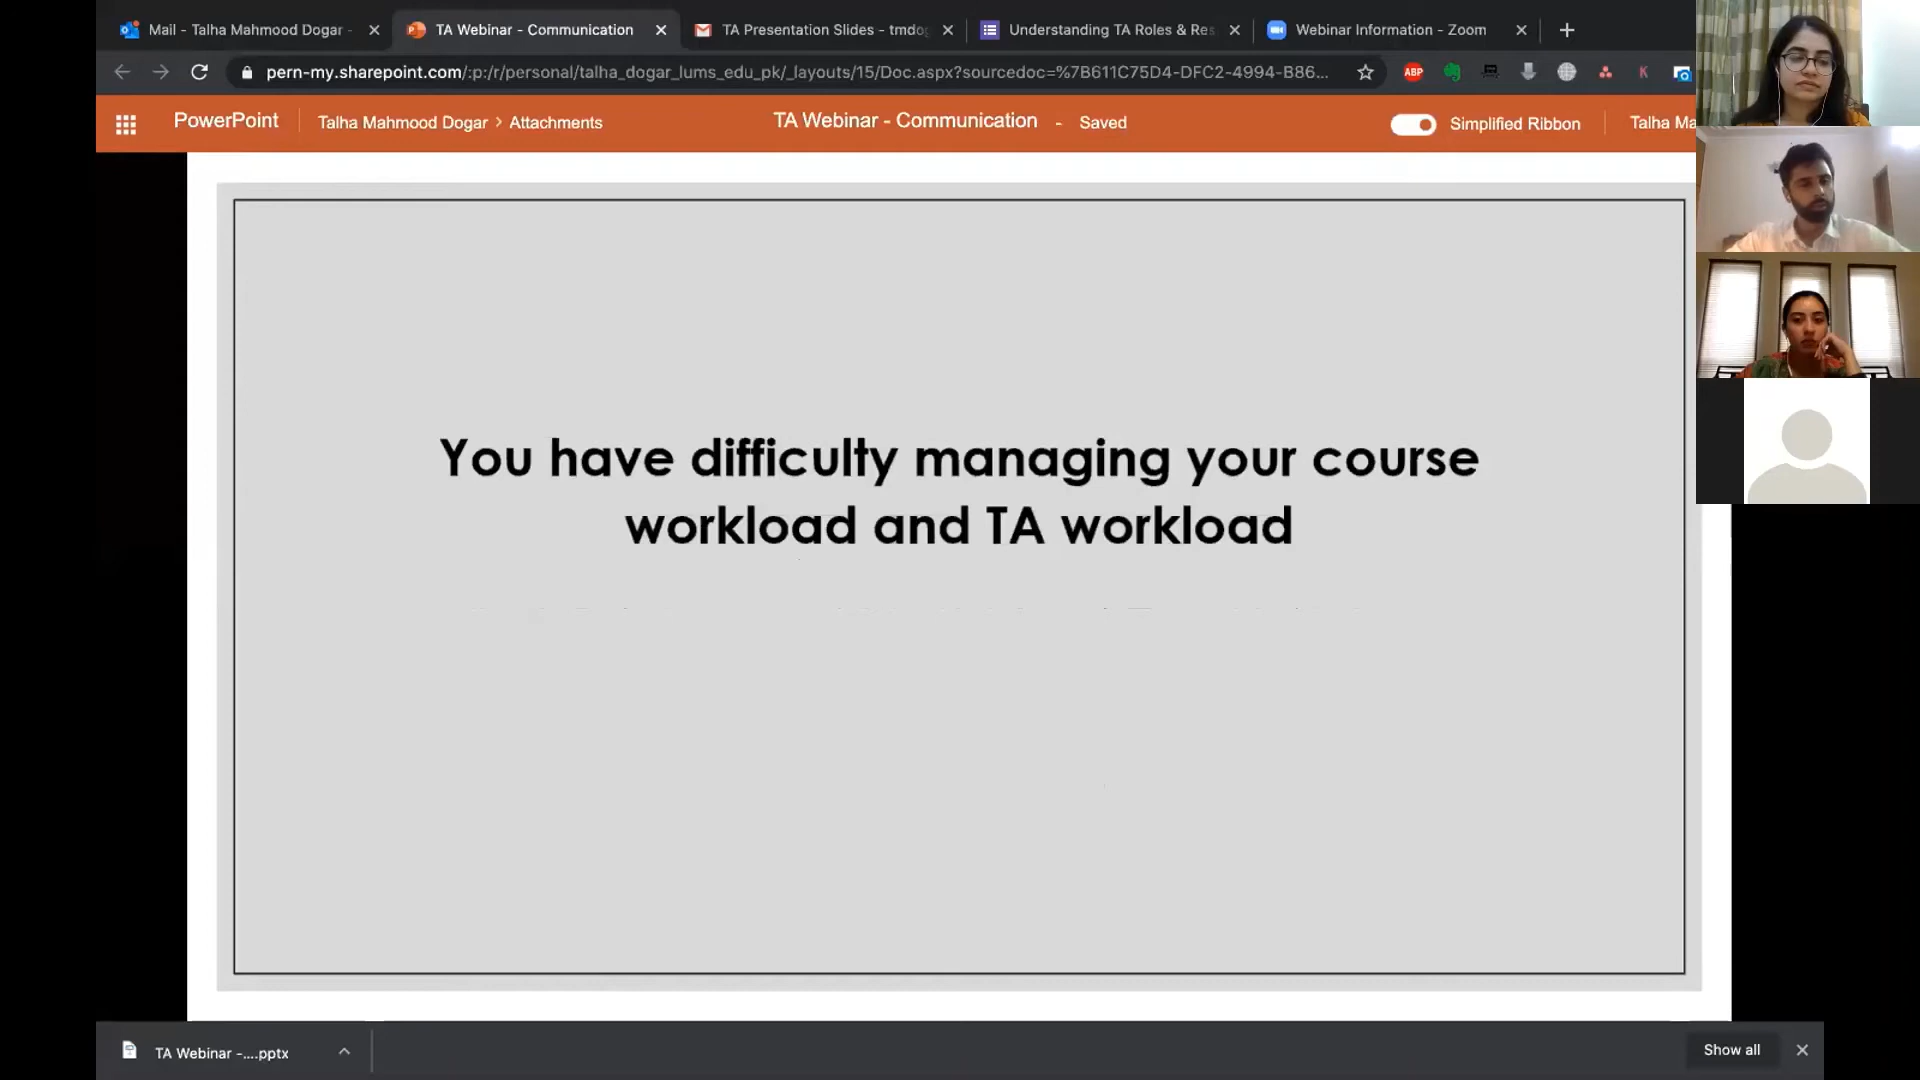 Mail - Talha Mahmood Dogar -
TA Webinar - Communication
TA Presentation Slides - tmdog
Understanding TA Roles & Res
Webinar Information - Zoom
pern-my.sharepoint.com/:p:/r/personal/talha_dogar_lums_edu_pk/_layouts/15/Doc.aspx?sourcedoc=%7B611C75D4-DFC2-4994-B86...
ABP
K
PowerPoint
Talha Mahmood Dogar > Attachments
TA Webinar - Communication - Saved
Simplified Ribbon
Talha Ma
You have difficulty managing your course
workload and TA workload
TA Webinar -....pptx
Show all